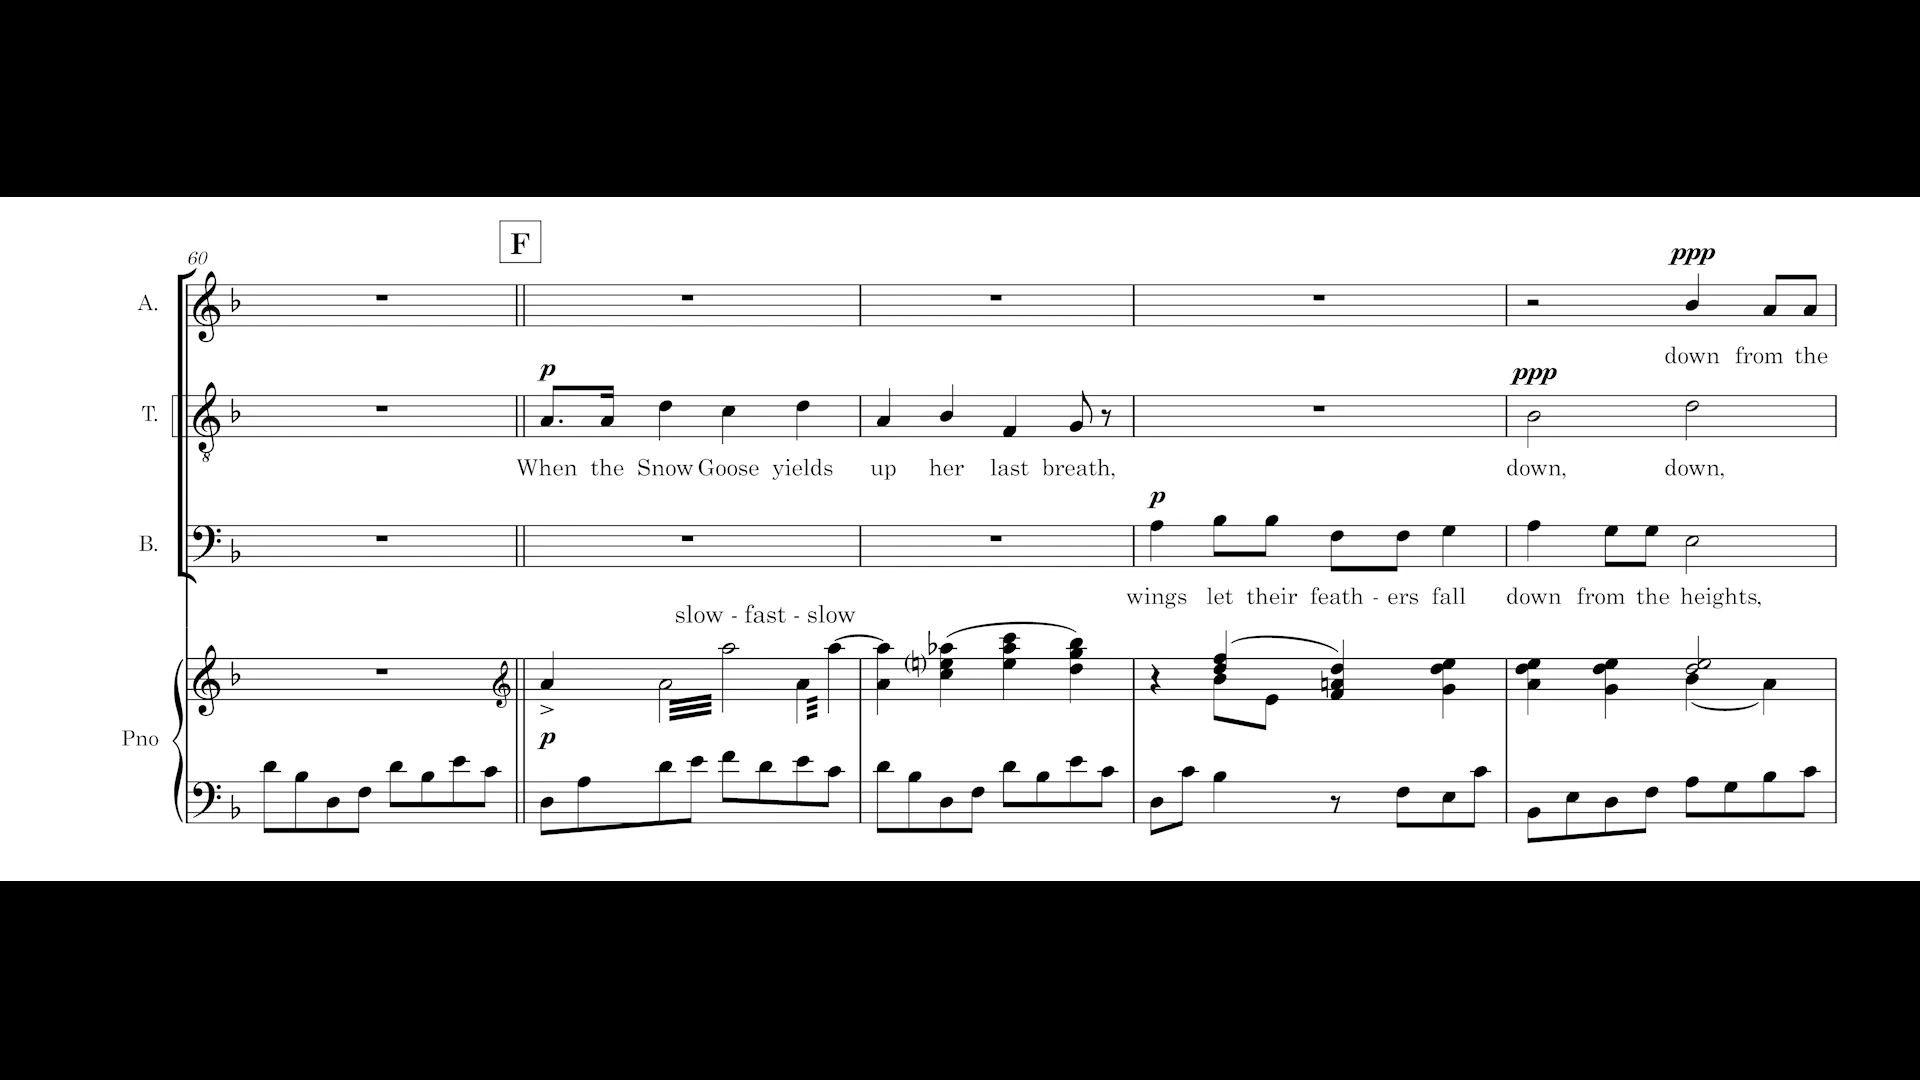 F
60
ppp
A.
down from the
p
ppp
T.
When the Snow Goose yields up her last breath, down, down,
p
B.
wings let their feath - ers fall down from the heights,
slow - fast - slow
Pno
p